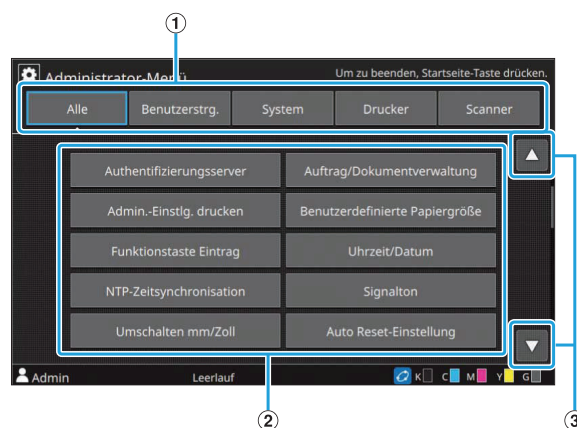 ①
Administrator-Menü
Um zu beenden, Startseite-Taste drücken.
Alle Benutzerstrg. System Drucker Scanner
Authentifizierungsserver Auftrag/Dokumentverwaltung
Admin.-Einstlg. drucken Benutzerdefinierte Papiergröße
Funktionstaste Eintrag Uhrzeit/Datum
NTP-Zeitsynchronisation Signalton
Umschalten mm/Zoll Auto Reset-Einstellung
Admin Leerlauf K C M Y G
② ③